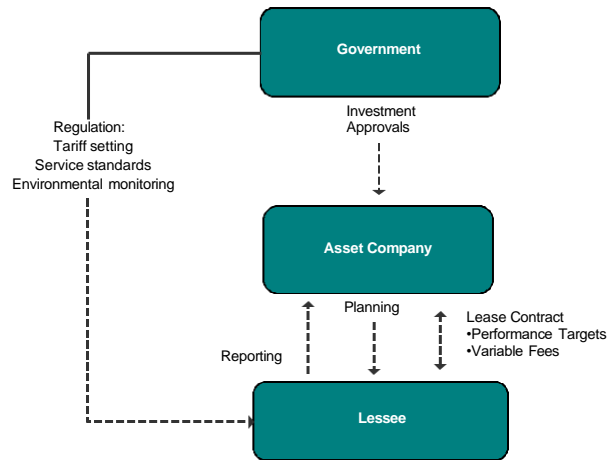 Government
Investment
Approvals
Regulation:
Tariff setting
Service standards
Environmental monitoring
Asset Company
Planning
Reporting
Lease Contract
•Performance Targets
•Variable Fees
Lessee